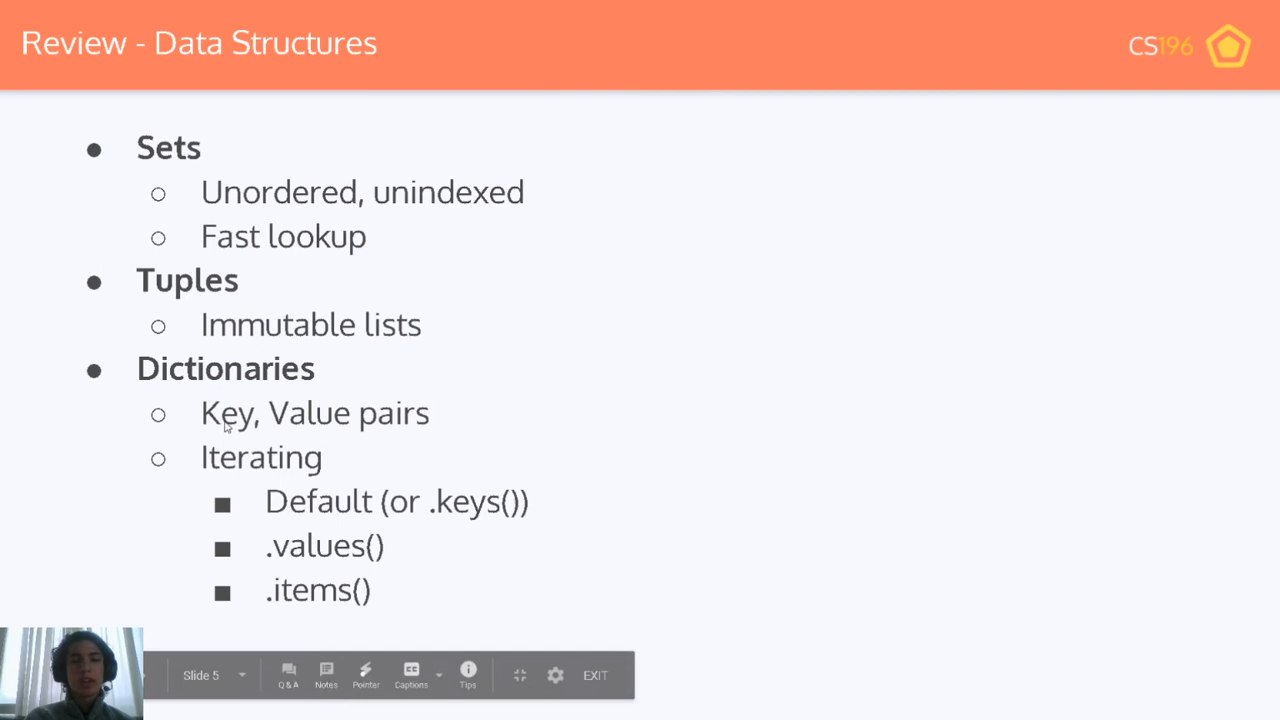 Review - Data Structures
CS196
Sets
Unordered, unindexed
Fast lookup
Tuples
Immutable lists
Dictionaries
Key, Value pairs
Iterating
Default (or .keys())
.values()
.items()
Slide 5
Q & A
Notes
Pointer
CC
Captions
Tips
EXIT